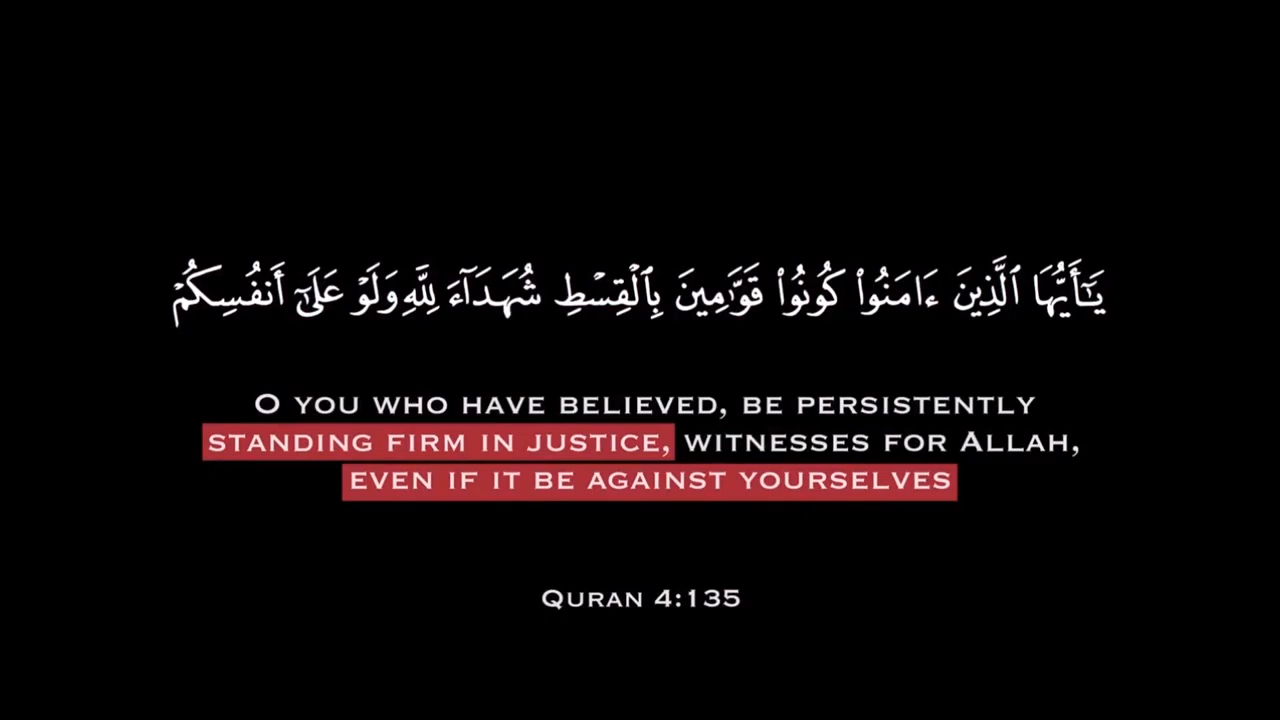 يَـٰٓأَيُّهَا ٱلَّذِينَ ءَامَنُوا۟ كُونُوا۟ قَوَّٰمِينَ بِٱلْقِسْطِ شُهَدَآءَ لِلَّهِ وَلَوْ عَلَىٰٓ أَنفُسِكُمْ
O YOU WHO HAVE BELIEVED, BE PERSISTENTLY
STANDING FIRM IN JUSTICE, WITNESSES FOR ALLAH,
EVEN IF IT BE AGAINST YOURSELVES
QURAN 4:135